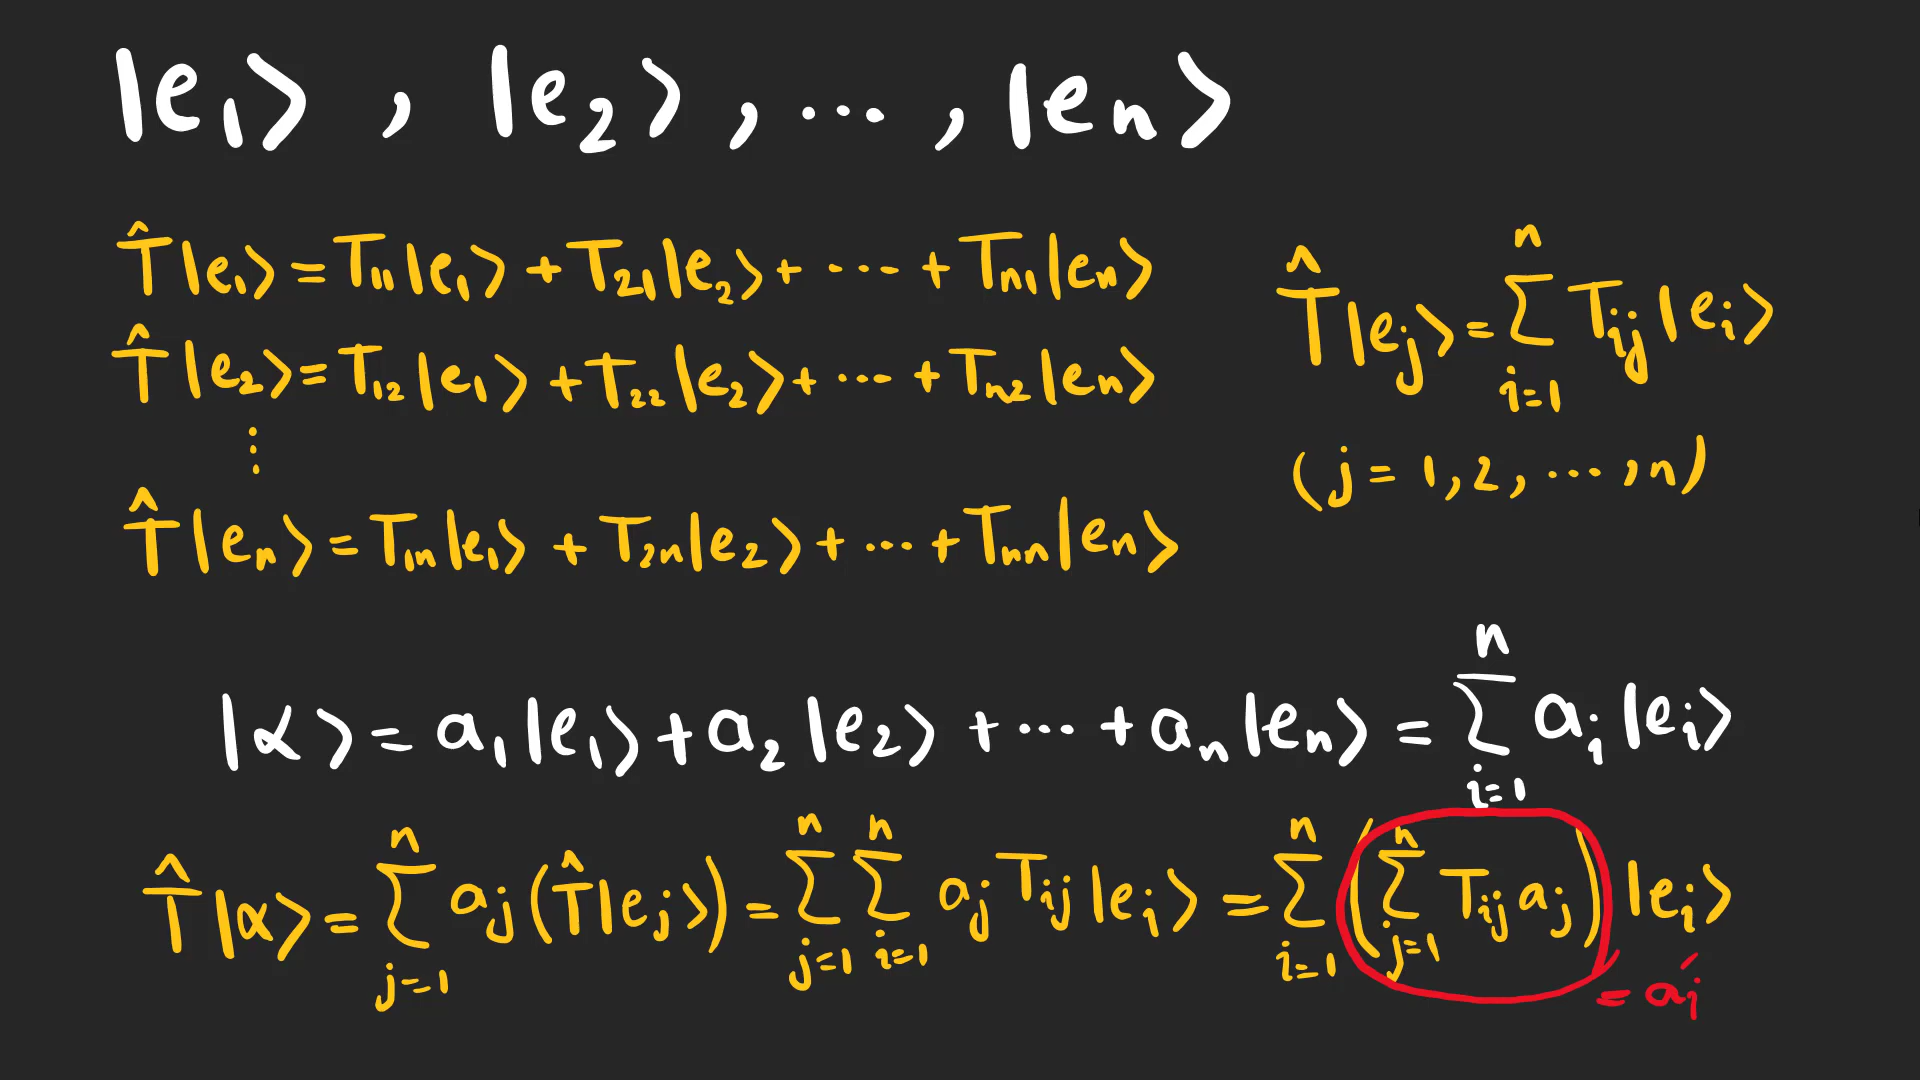 |e₁⟩ , |e₂⟩ , ⋯ , |eₙ⟩
T̂|e₁⟩ = T₁₁|e₁⟩ + T₂₁|e₂⟩ + ⋯ + Tₙ₁|eₙ⟩
T̂|e₂⟩ = T₁₂|e₁⟩ + T₂₂|e₂⟩ + ⋯ + Tₙ₂|eₙ⟩
⋮
T̂|eₙ⟩ = T₁ₙ|e₁⟩ + T₂ₙ|e₂⟩ + ⋯ + Tₙₙ|eₙ⟩
T̂|eⱼ⟩ = ∑ᵢ₌₁ⁿ Tᵢⱼ|eᵢ⟩
(j = 1, 2, ⋯, n)
|α⟩ = a₁|e₁⟩ + a₂|e₂⟩ + ⋯ + aₙ|eₙ⟩ = ∑ᵢ₌₁ⁿ aᵢ|eᵢ⟩
T̂|α⟩ = ∑ⱼ₌₁ⁿ aⱼ(T̂|eⱼ⟩) = ∑ⱼ₌₁ⁿ ∑ᵢ₌₁ⁿ aⱼTᵢⱼ|eᵢ⟩ = ∑ᵢ₌₁ⁿ (∑ⱼ₌₁ⁿ Tᵢⱼaⱼ)|eᵢ⟩
= aᵢ′